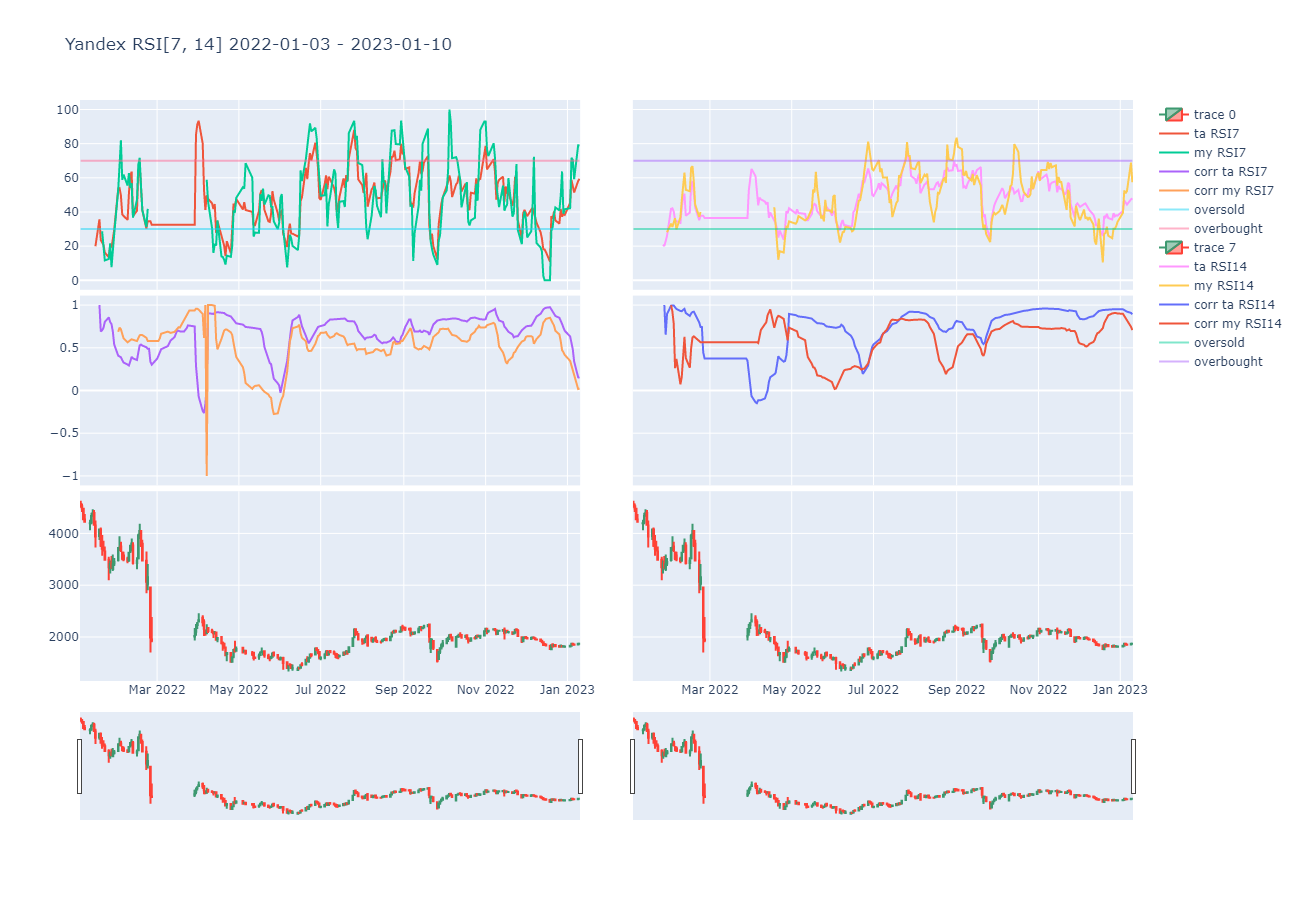 Yandex RSI[7, 14] 2022-01-03 - 2023-01-10
100
80
60
40
20
0
1
0.5
0
−0.5
−1
4000
3000
2000
Mar 2022 May 2022 Jul 2022 Sep 2022 Nov 2022 Jan 2023
Mar 2022 May 2022 Jul 2022 Sep 2022 Nov 2022 Jan 2023
trace 0
ta RSI7
my RSI7
corr ta RSI7
corr my RSI7
oversold
overbought
trace 7
ta RSI14
my RSI14
corr ta RSI14
corr my RSI14
oversold
overbought